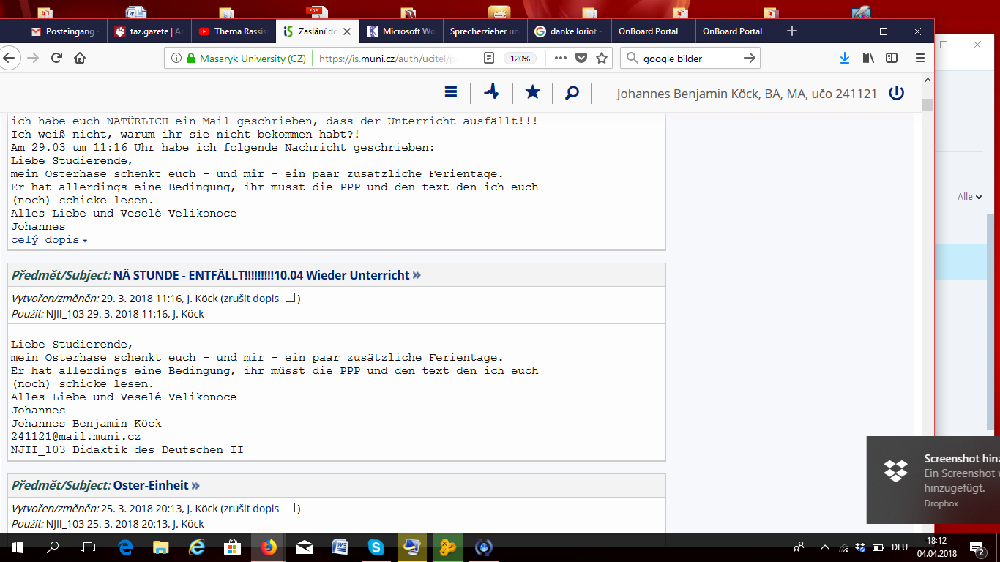 PDF
Posteingang
taz.gazete | A
Thema Rassis
Zaslání do
Microsoft Wo
Sprecherzieher un
danke loriot -
OnBoard Portal
OnBoard Portal
Masaryk University (CZ)
https://is.muni.cz/auth/ucitel/p
120%
google bilder
Johannes Benjamin Köck, BA, MA, učo 241121
Alle
ich habe euch NATÜRLICH ein Mail geschrieben, dass der Unterricht ausfällt!!!
Ich weiß nicht, warum ihr sie nicht bekommen habt?!
Am 29.03 um 11:16 Uhr habe ich folgende Nachricht geschrieben:
Liebe Studierende,
mein Osterhase schenkt euch – und mir – ein paar zusätzliche Ferientage.
Er hat allerdings eine Bedingung, ihr müsst die PPP und den text den ich euch
(noch) schicke lesen.
Alles Liebe und Veselé Velikonoce
Johannes
celý dopis
Předmět/Subject: NÄ STUNDE - ENTFÄLLT!!!!!!!!!10.04 Wieder Unterricht »
Vytvořen/změněn: 29. 3. 2018 11:16, J. Köck (zrušit dopis )
Použit: NJII_103 29. 3. 2018 11:16, J. Köck
Liebe Studierende,
mein Osterhase schenkt euch – und mir – ein paar zusätzliche Ferientage.
Er hat allerdings eine Bedingung, ihr müsst die PPP und den text den ich euch
(noch) schicke lesen.
Alles Liebe und Veselé Velikonoce
Johannes
Johannes Benjamin Köck
241121@mail.muni.cz
NJII_103 Didaktik des Deutschen II
Předmět/Subject: Oster-Einheit »
Vytvořen/změněn: 25. 3. 2018 20:13, J. Köck (zrušit dopis )
Použit: NJII_103 25. 3. 2018 20:13, J. Köck
Screenshot hinz
Ein Screenshot w
hinzugefügt.
Dropbox
DEU
18:12
04.04.2018
2